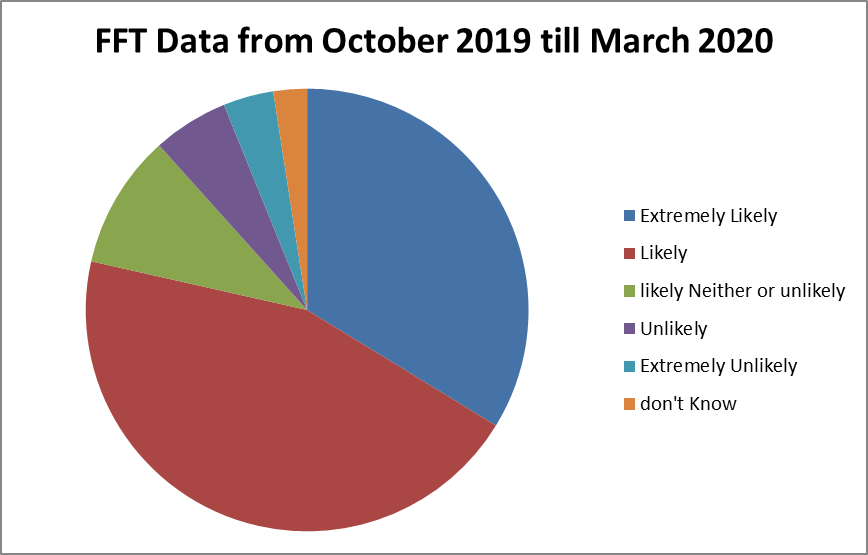 FFT Data from October 2019 till March 2020
Extremely Likely
Likely
likely Neither or unlikely
Unlikely
Extremely Unlikely
don't Know